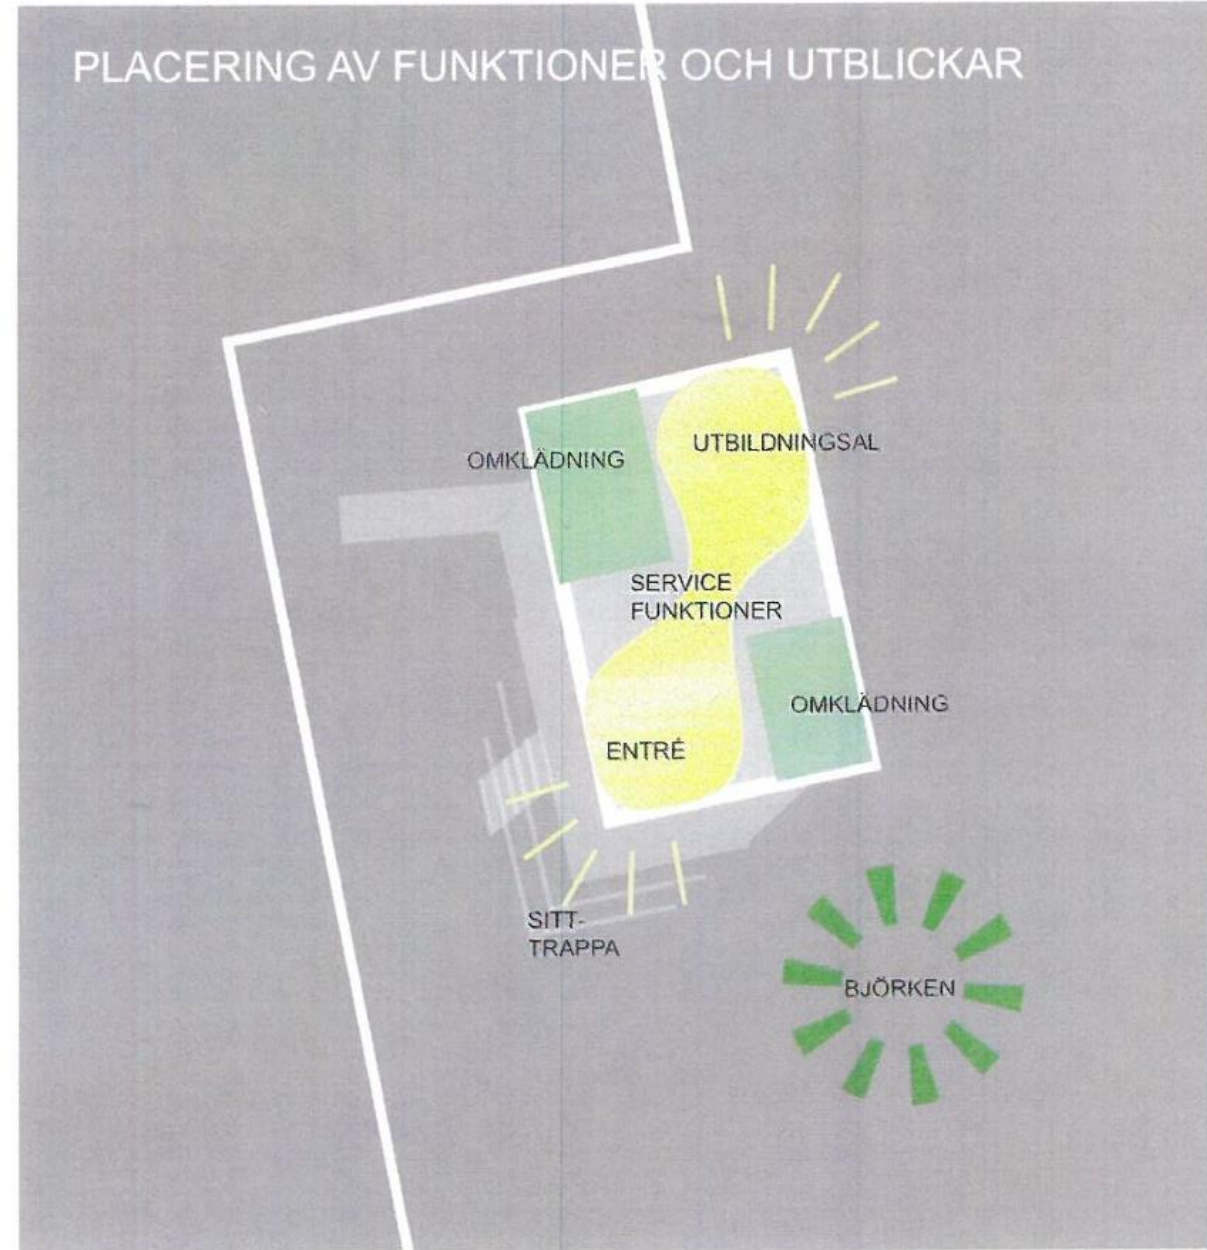 PLACERING AV FUNKTIONER OCH UTBLICKAR
UTBILDNINGSAL
OMKLÄDNING
SERVICE
FUNKTIONER
OMKLÄDNING
ENTRÉ
SITT-
TRAPPA
BJÖRKEN